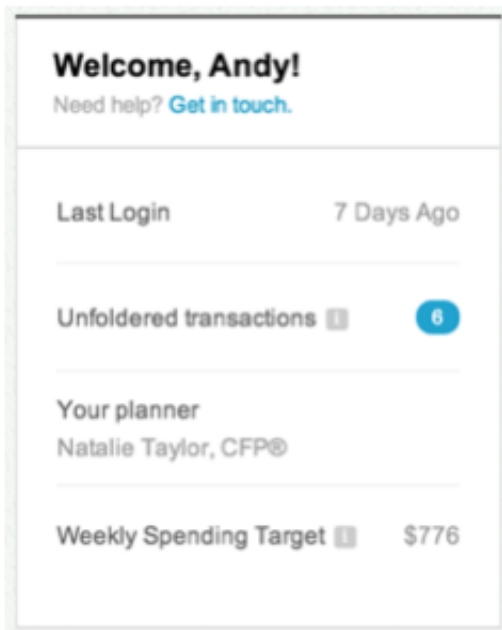 Welcome, Andy!
Need help? Get in touch.
Last Login 7 Days Ago
Unfoldered transactions i 6
Your planner
Natalie Taylor, CFP®
Weekly Spending Target i $776